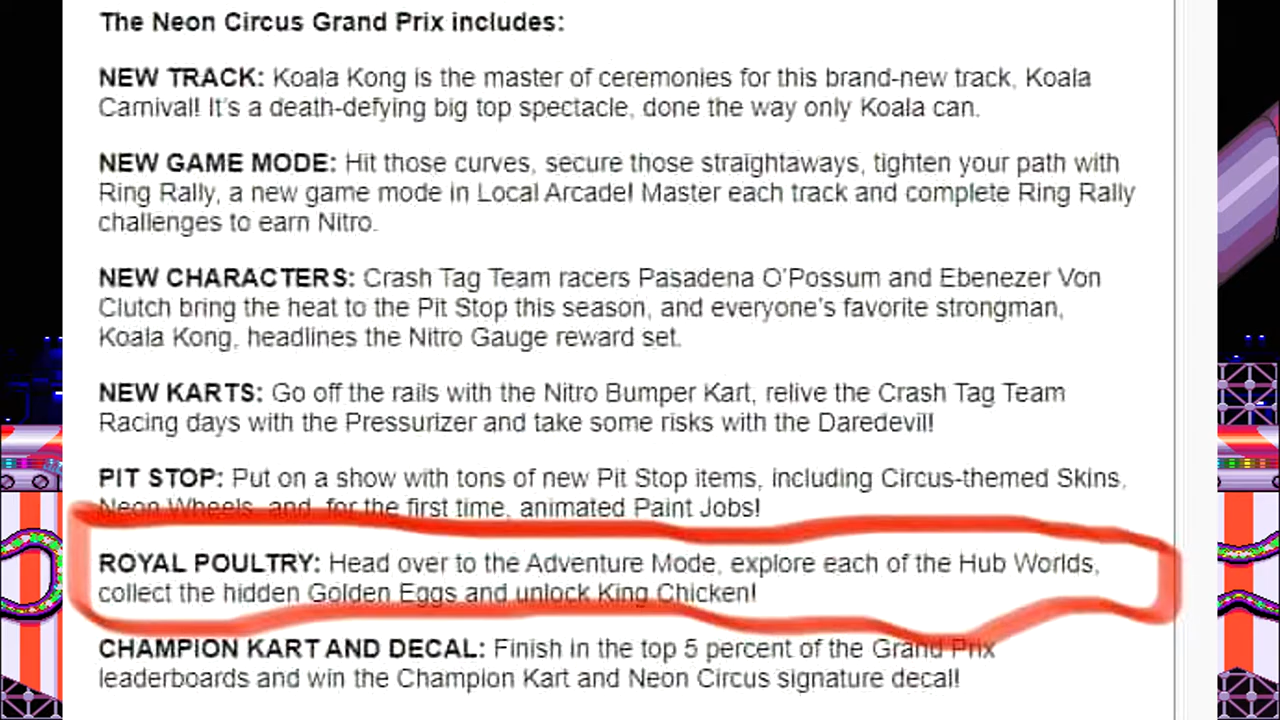 The Neon Circus Grand Prix includes:
NEW TRACK: Koala Kong is the master of ceremonies for this brand-new track, Koala
Carnival! It's a death-defying big top spectacle, done the way only Koala can.
NEW GAME MODE: Hit those curves, secure those straightaways, tighten your path with
Ring Rally, a new game mode in Local Arcade! Master each track and complete Ring Rally
challenges to earn Nitro.
NEW CHARACTERS: Crash Tag Team racers Pasadena O'Possum and Ebenezer Von
Clutch bring the heat to the Pit Stop this season, and everyone's favorite strongman,
Koala Kong, headlines the Nitro Gauge reward set.
NEW KARTS: Go off the rails with the Nitro Bumper Kart, relive the Crash Tag Team
Racing days with the Pressurizer and take some risks with the Daredevil!
PIT STOP: Put on a show with tons of new Pit Stop items, including Circus-themed Skins,
Neon Wheels, and, for the first time, animated Paint Jobs!
ROYAL POULTRY: Head over to the Adventure Mode, explore each of the Hub Worlds,
collect the hidden Golden Eggs and unlock King Chicken!
CHAMPION KART AND DECAL: Finish in the top 5 percent of the Grand Prix
leaderboards and win the Champion Kart and Neon Circus signature decal!